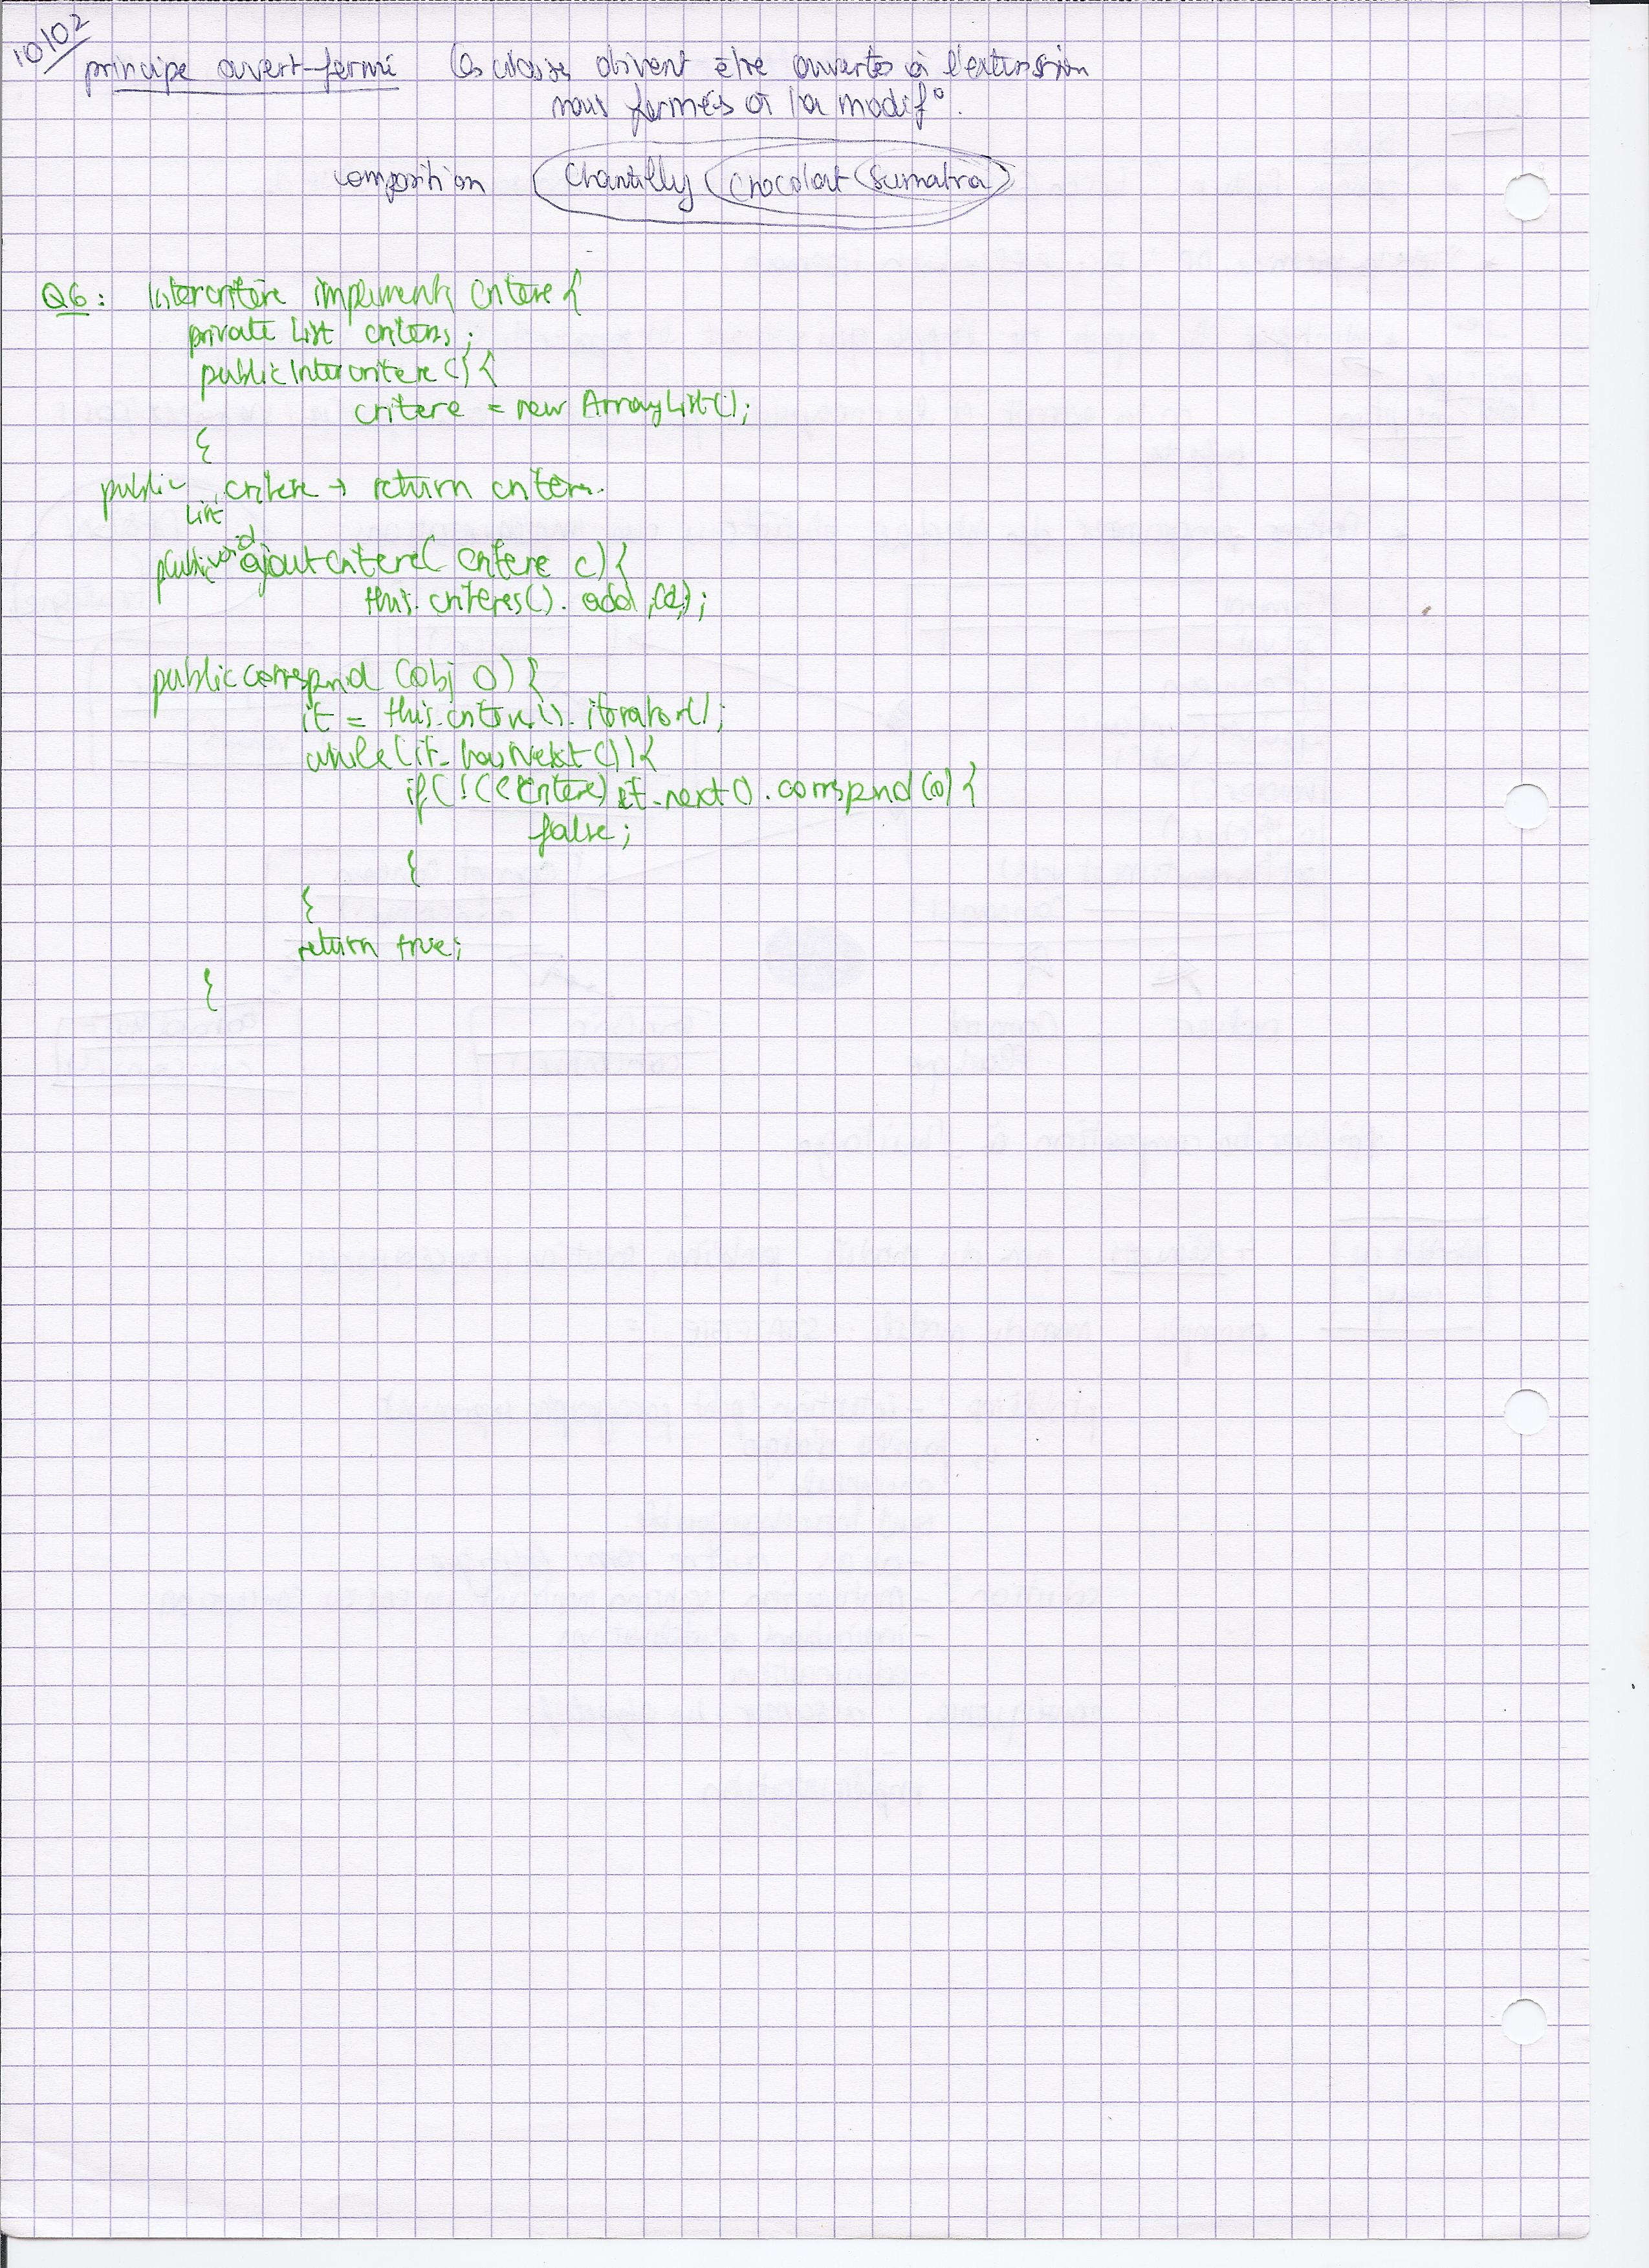 10/02
principe ouvert-fermé les classes doivent être ouvertes à l'extension
mais fermées à la modif°.
composition Chantilly Chocolat Sumatra
Q6: Intercritère implements Critere {
private List criteres;
public Intercritere () {
critere = new ArrayList();
}
public List critere → return critere.
public void ajoutCritere( Critere c) {
this.criteres(). add (c);
public correspond (Obj O) {
it = this.critere(). iterator();
while (it.hasNext()) {
if ( ! ((Critere) it.next() . correspond (o) {
false;
}
}
return true;
}